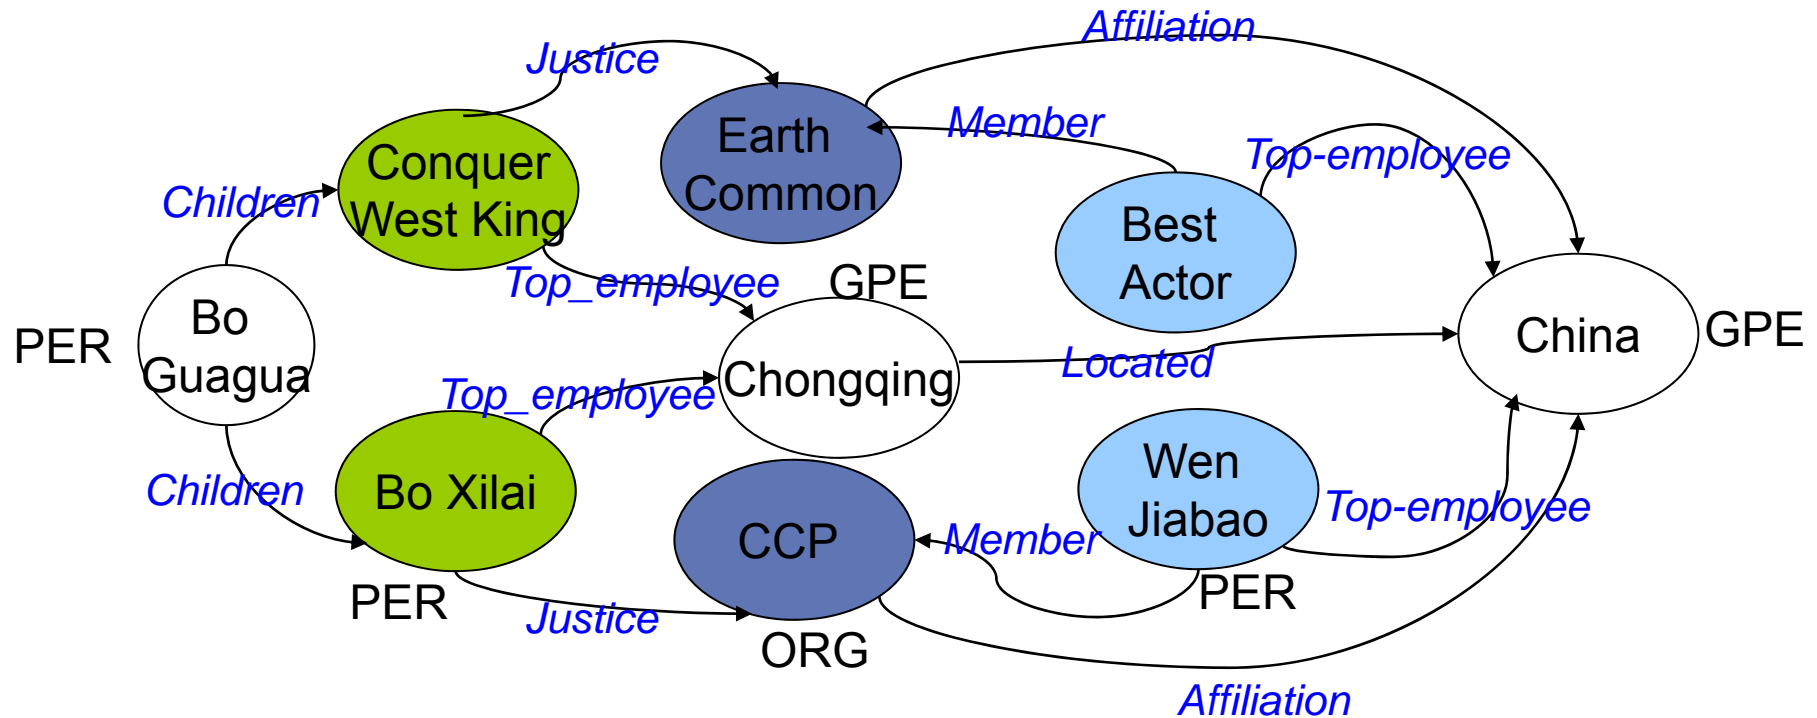 Affiliation
Justice
Member
Earth
Common
Top-employee
Conquer
West King
Children
Best
Actor
Top_employee
GPE
Bo
Guagua
PER
China
GPE
Located
Chongqing
Top_employee
Wen
Jiabao
Bo Xilai
Children
Top-employee
CCP
Member
PER
PER
Justice
ORG
Affiliation